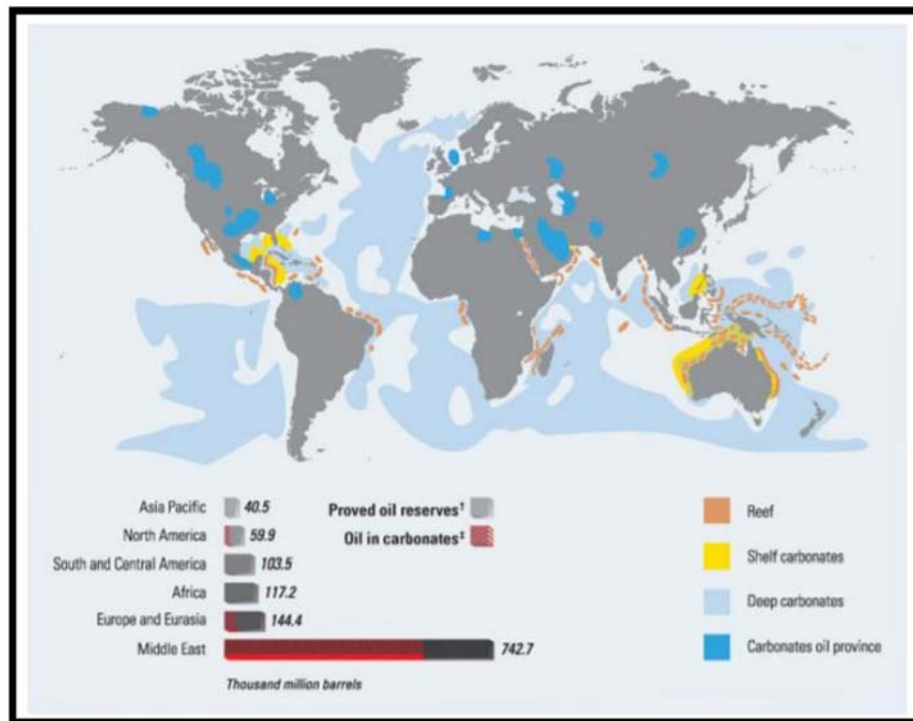 Asia Pacific 40.5
North America 59.9
South and Central America 103.5
Africa 117.2
Europe and Eurasia 144.4
Middle East 742.7
Thousand million barrels
Proved oil reserves†
Oil in carbonates‡
Reef
Shelf carbonates
Deep carbonates
Carbonates oil province